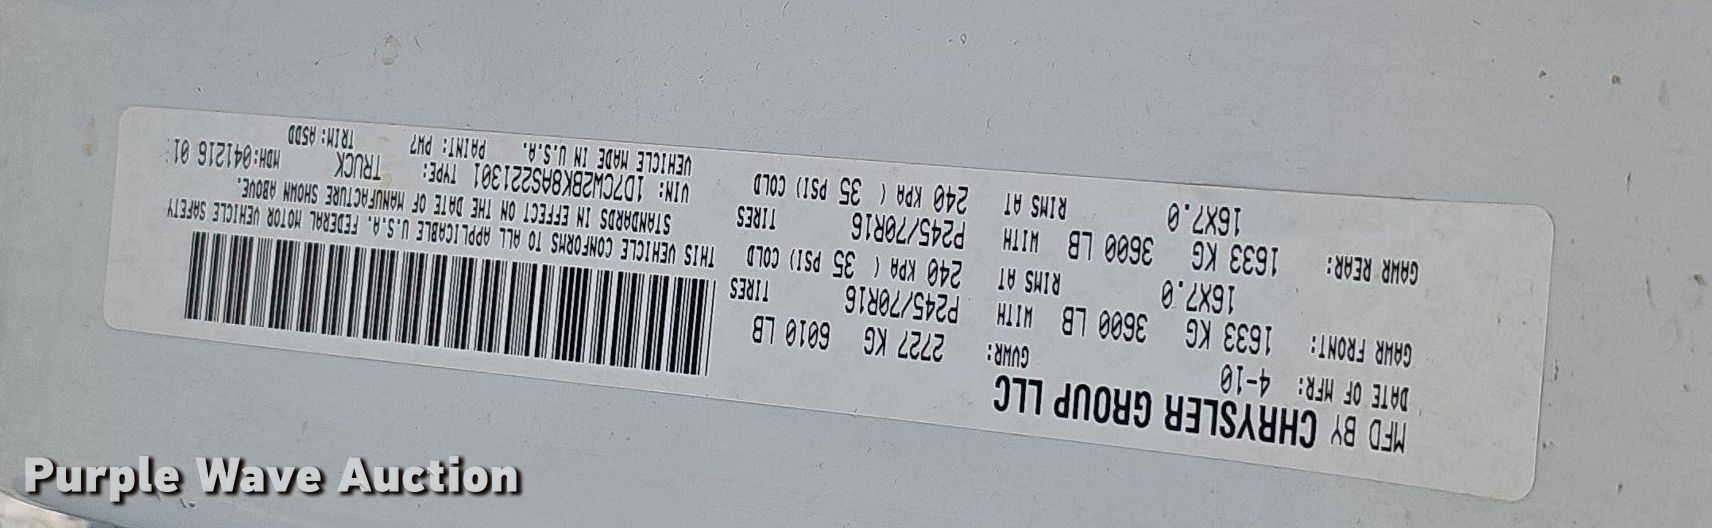 MFD BY CHRYSLER GROUP LLC
DATE OF MFR: 4-10 GVWR: 2727 KG 6010 LB
GAWR FRONT: 1633 KG 3600 LB WITH P245/70R16 TIRES
16X7.0 RIMS AT 240 KPA ( 35 PSI) COLD
GAWR REAR: 1633 KG 3600 LB WITH P245/70R16 TIRES
16X7.0 RIMS AT 240 KPA ( 35 PSI) COLD
THIS VEHICLE CONFORMS TO ALL APPLICABLE U.S.A. FEDERAL MOTOR VEHICLE SAFETY
STANDARDS IN EFFECT ON THE DATE OF MANUFACTURE SHOWN ABOVE.
VIN: 1D7CW2BK8AS221301 TYPE: TRUCK MDH:041216 01
VEHICLE MADE IN U.S.A. PAINT: PW7 TRIM: ASDD
Purple Wave Auction